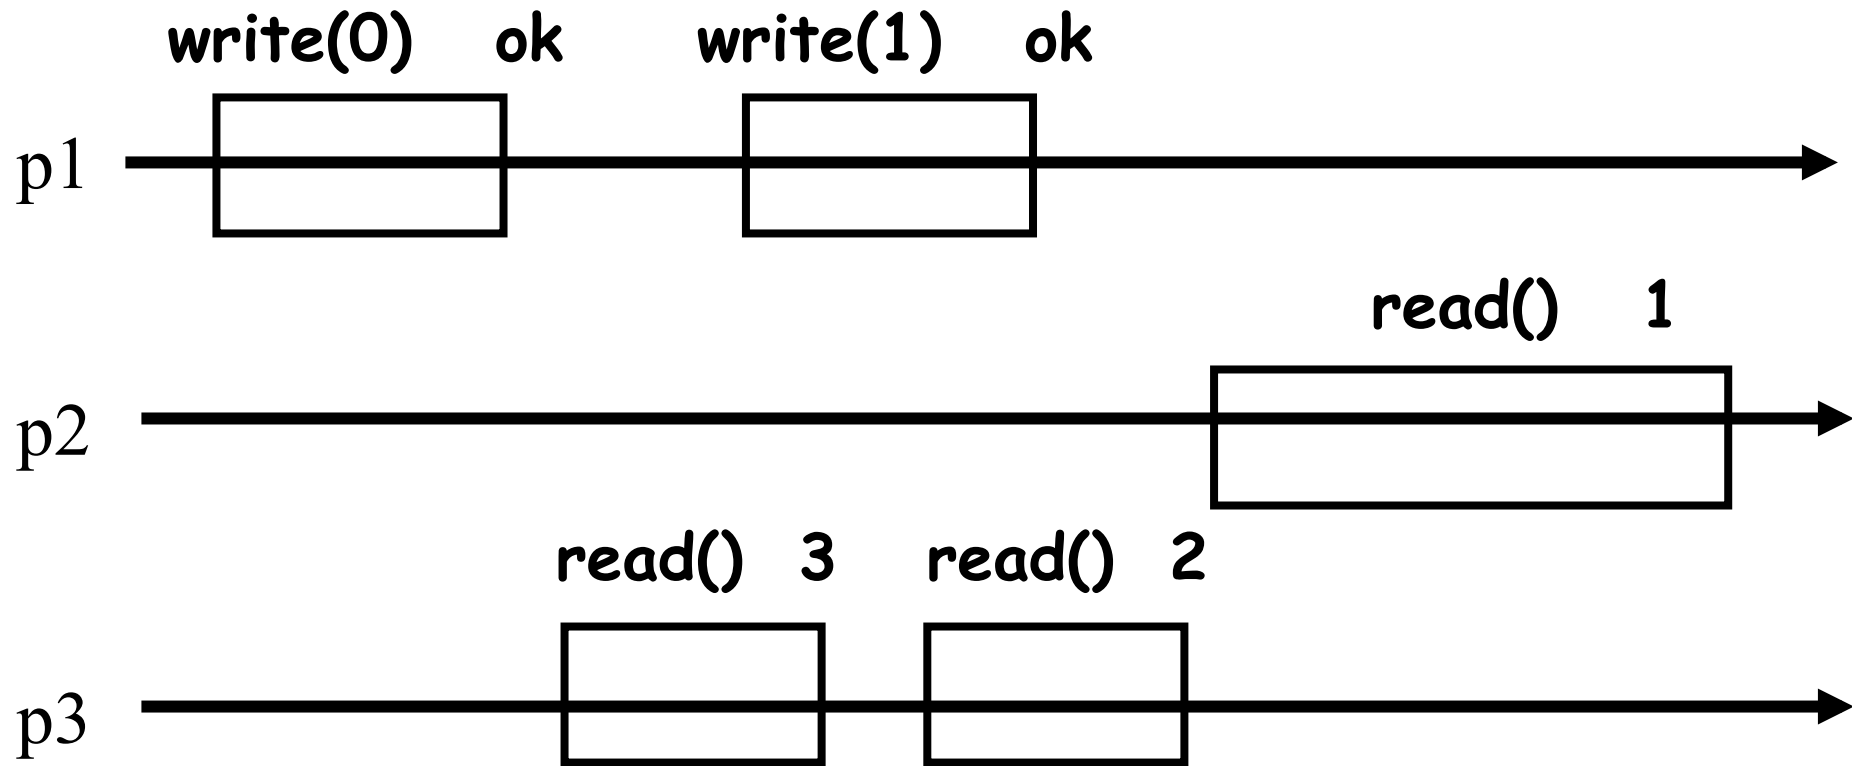 write(0) ok write(1) ok
p1
read() 1
p2
read() 3 read() 2
p3